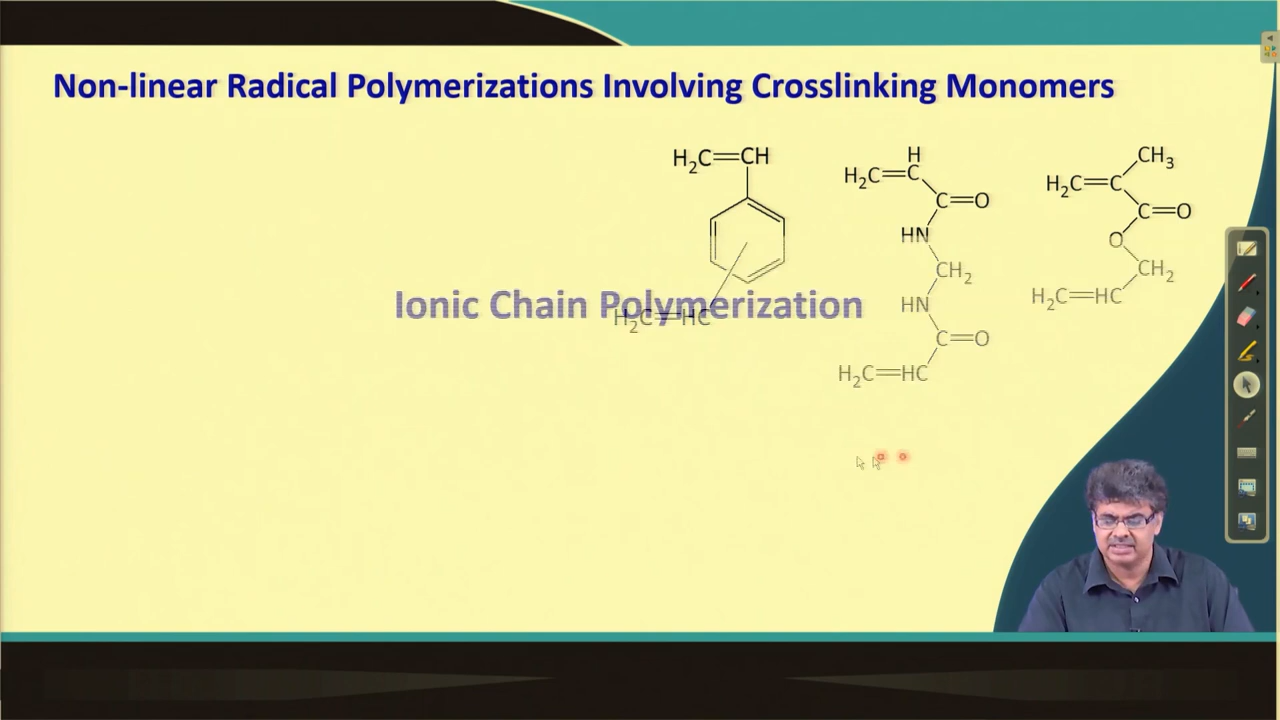 Non-linear Radical Polymerizations Involving Crosslinking Monomers
H₂C=CH
H₂C=HC
H
H₂C=C
C=O
HN
CH₂
HN
C=O
H₂C=HC
CH₃
H₂C=C
C=O
O
CH₂
H₂C=HC
Ionic Chain Polymerization